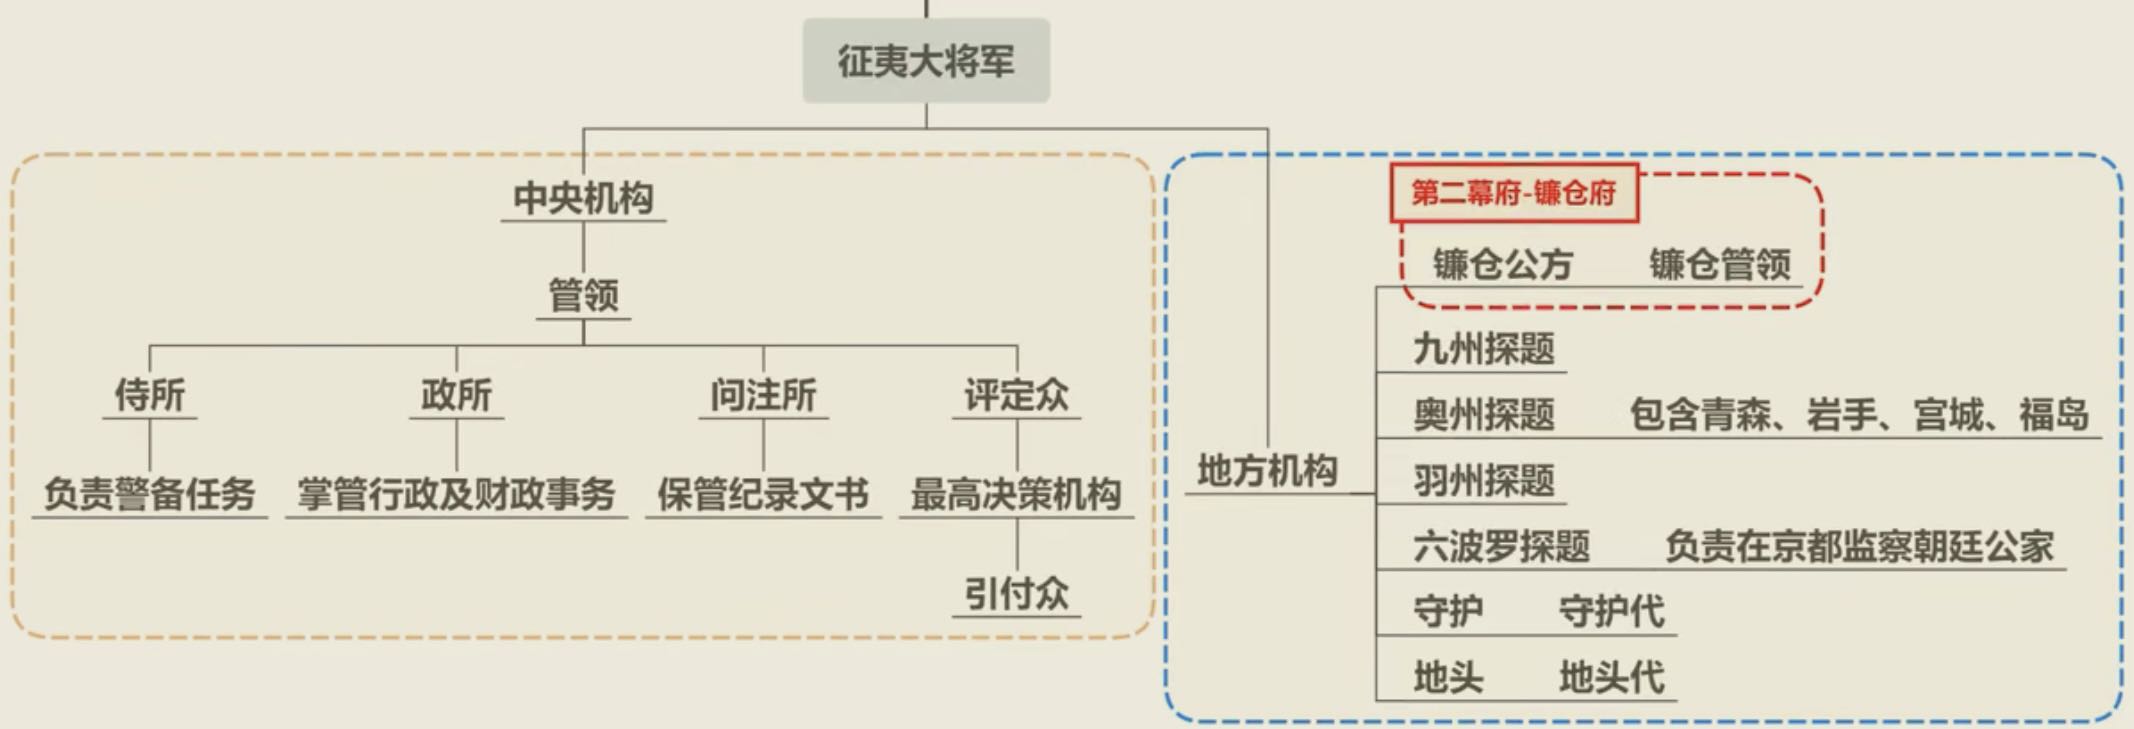 征夷大将军
中央机构
管领
侍所
政所
问注所
评定众
负责警备任务
掌管行政及财政事务
保管纪录文书
最高决策机构
引付众
地方机构
第二幕府-镰仓府
镰仓公方 镰仓管领
九州探题
奥州探题 包含青森、岩手、宫城、福岛
羽州探题
六波罗探题 负责在京都监察朝廷公家
守护 守护代
地头 地头代